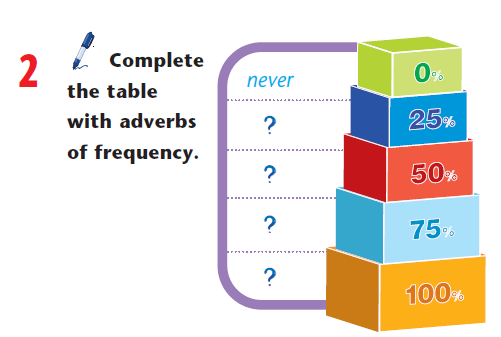 2 Complete
the table
with adverbs
of frequency.
never
?
?
?
?
0%
25%
50%
75%
100%